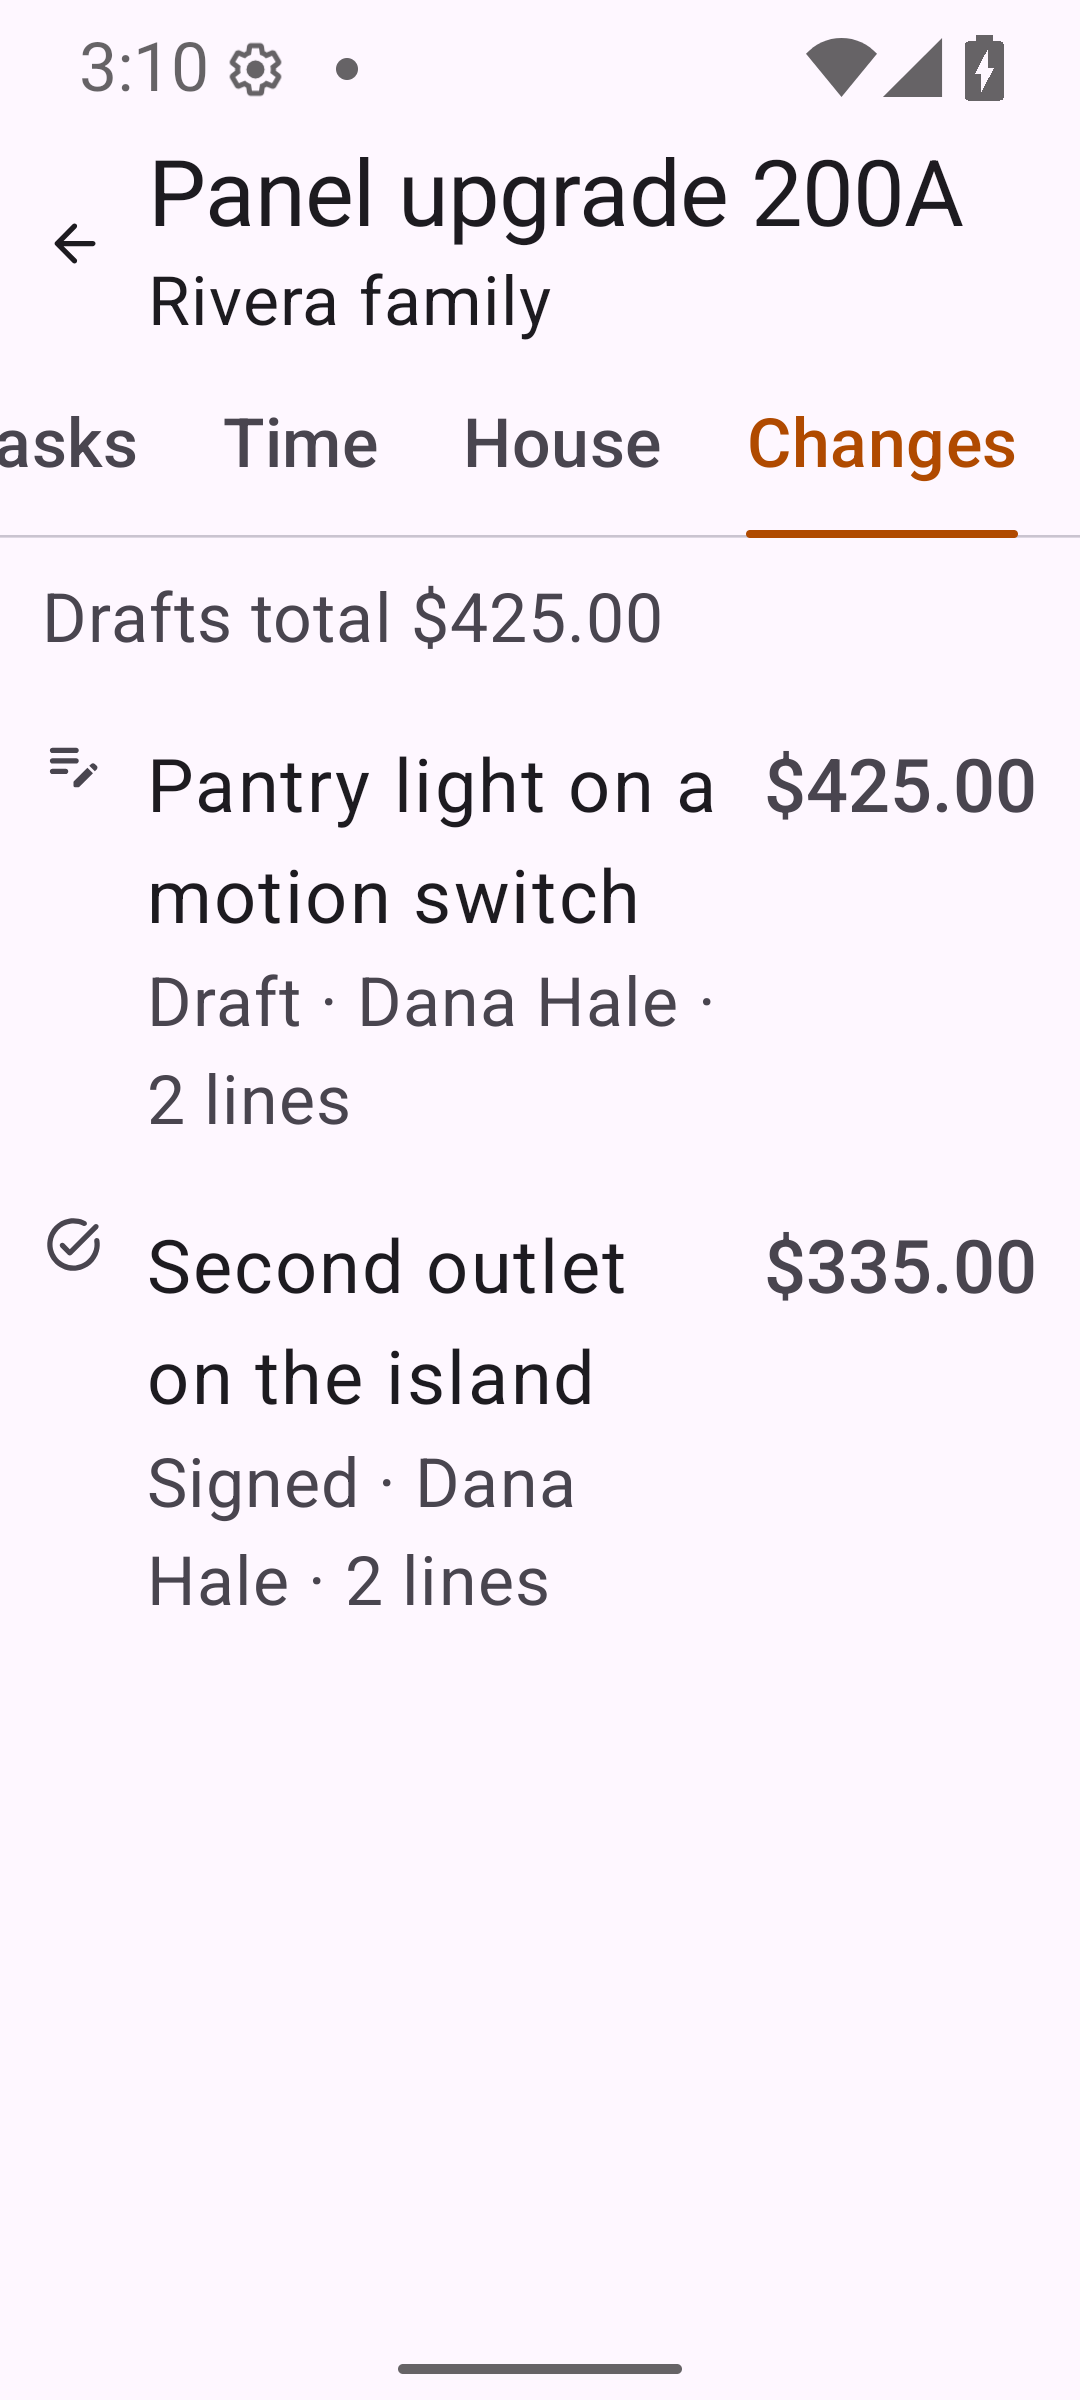 3:10
Panel upgrade 200A
Rivera family
asks Time House Changes
Drafts total $425.00
Pantry light on a $425.00
motion switch
Draft · Dana Hale ·
2 lines
Second outlet $335.00
on the island
Signed · Dana
Hale · 2 lines